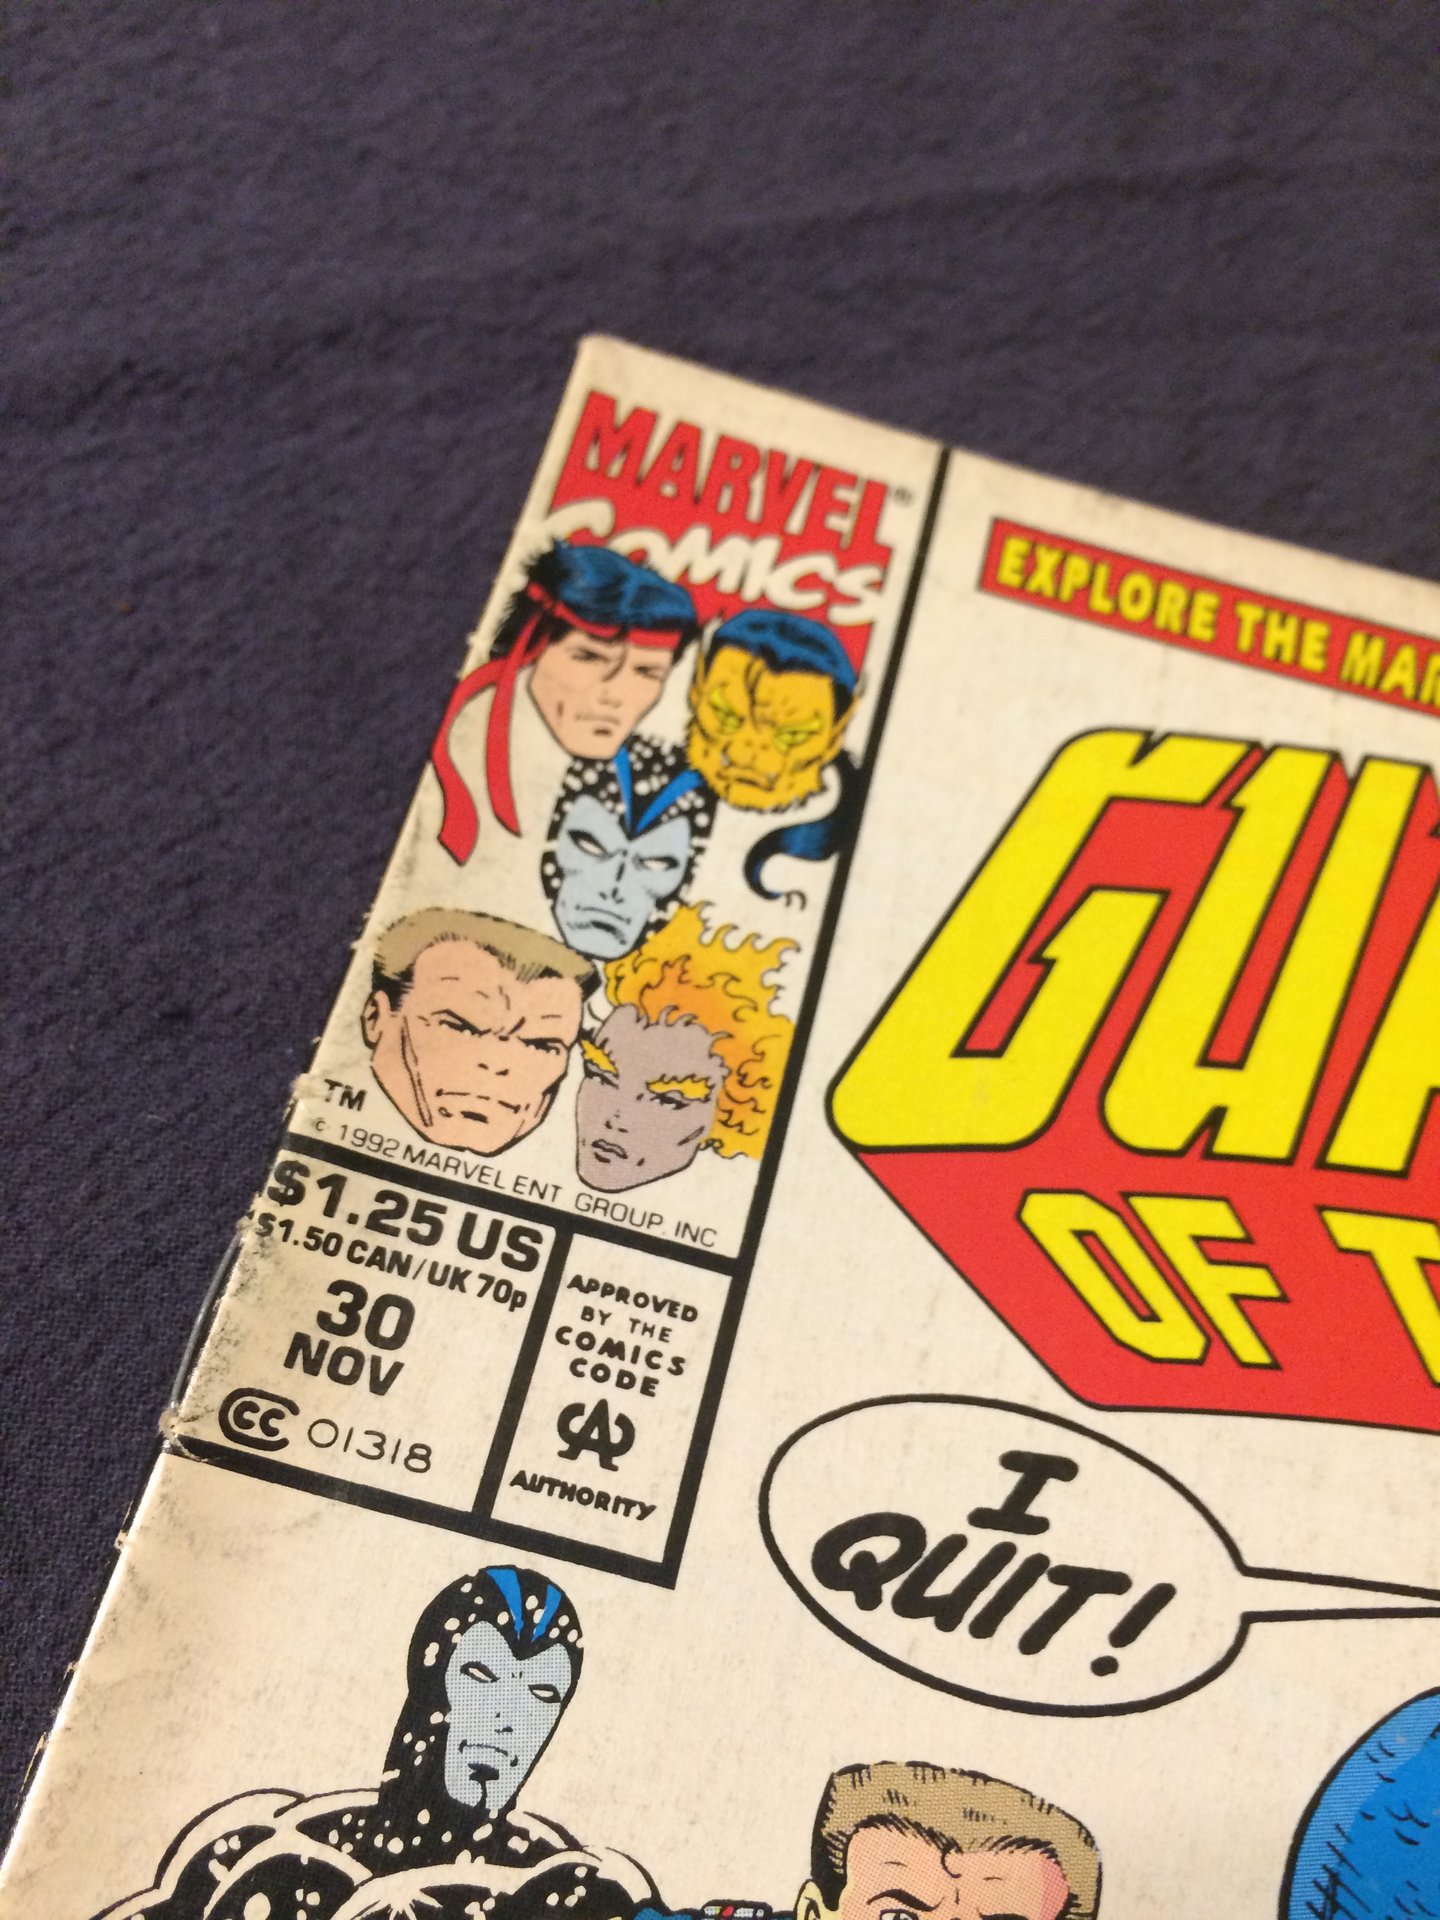 MARVEL®
COMICS
EXPLORE THE MAR
GUA
OF T
TM
© 1992 MARVEL ENT GROUP, INC
$1.25 US
$1.50 CAN/UK 70p
30
NOV
CC 01318
APPROVED
BY THE
COMICS
CODE
CA
AUTHORITY
I
QUIT!